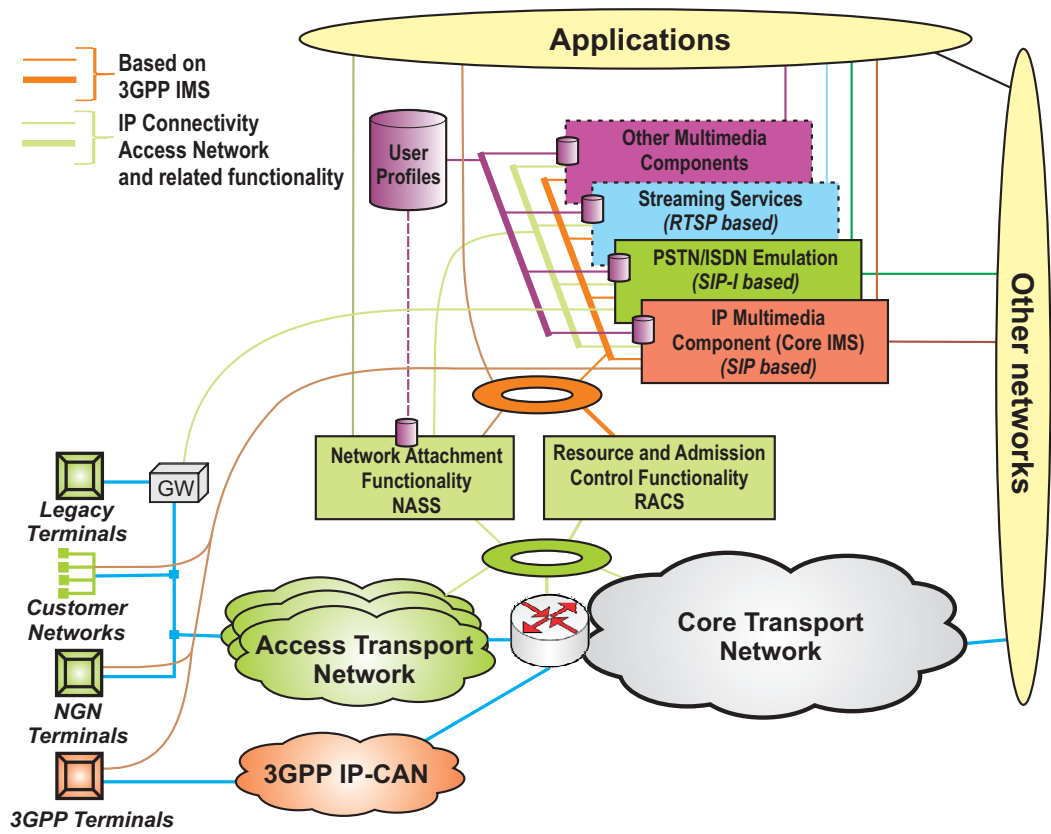 Applications
Based on
3GPP IMS
IP Connectivity
Access Network
and related functionality
User
Profiles
Other Multimedia
Components
Streaming Services
(RTSP based)
PSTN/ISDN Emulation
(SIP-I based)
IP Multimedia
Component (Core IMS)
(SIP based)
Other networks
Network Attachment
Functionality
NASS
Resource and Admission
Control Functionality
RACS
GW
Legacy
Terminals
Customer
Networks
NGN
Terminals
3GPP Terminals
Access Transport
Network
Core Transport
Network
3GPP IP-CAN